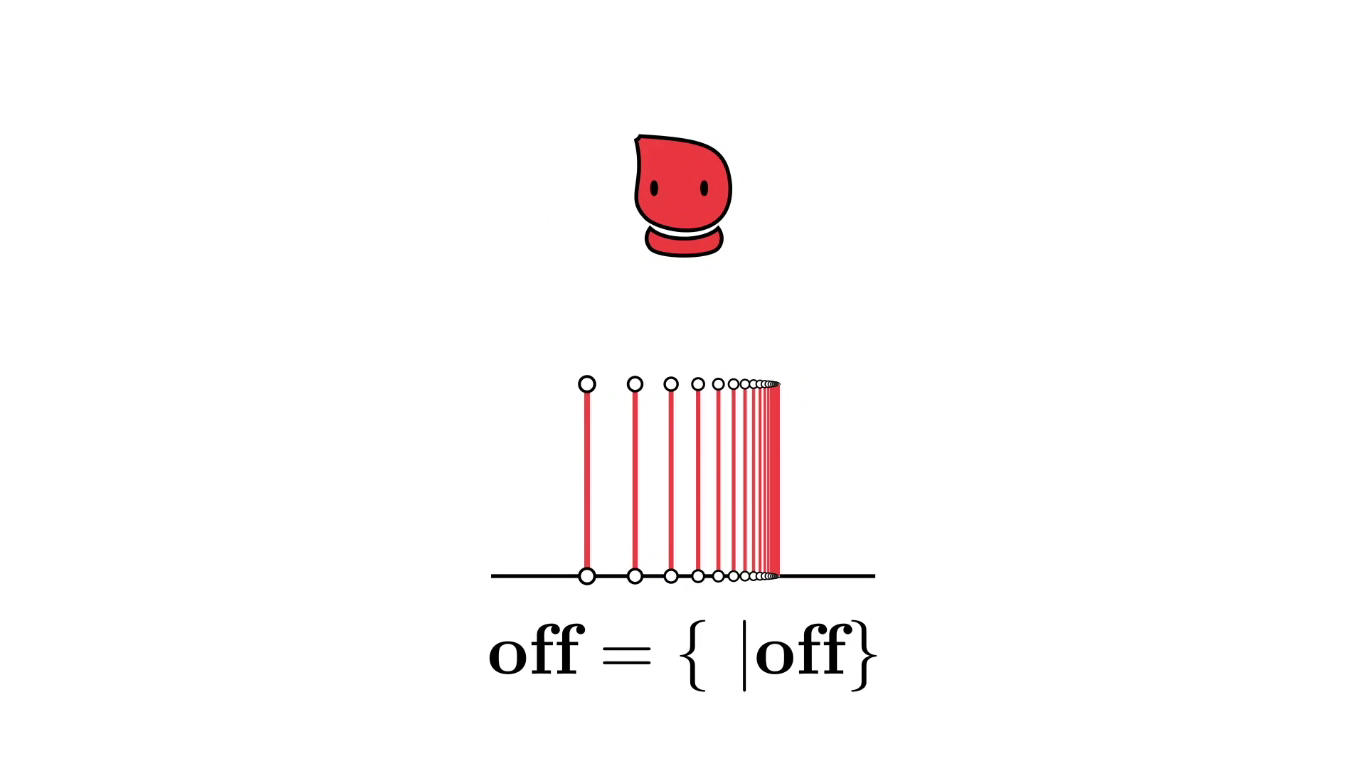 off = { |off}